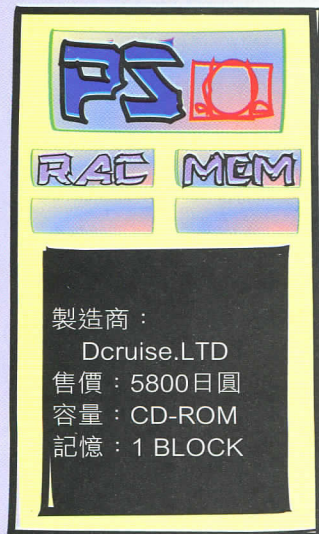 PS
RAC MEM
製造商：
Dcruise.LTD
售價：5800日圓
容量：CD-ROM
記憶：1 BLOCK